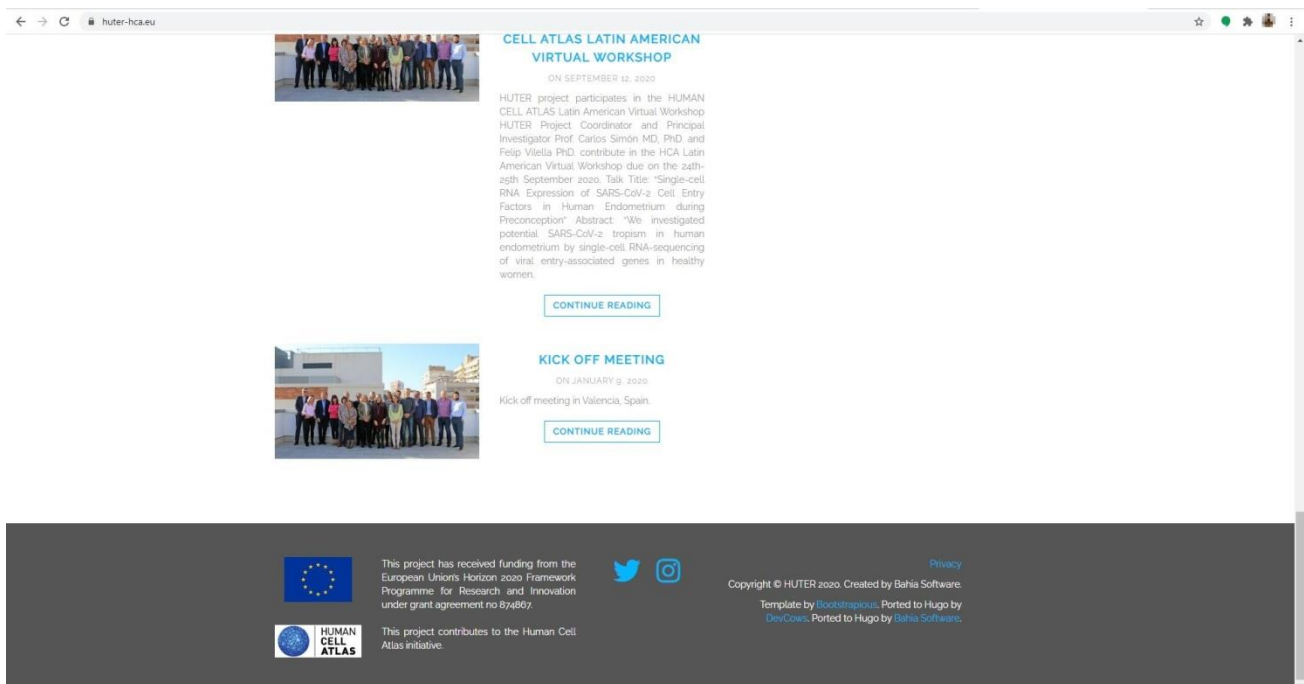 huter-hca.eu
CELL ATLAS LATIN AMERICAN
VIRTUAL WORKSHOP
ON SEPTEMBER 12, 2020
HUTER project participates in the HUMAN
CELL ATLAS Latin American Virtual Workshop
HUTER Project Coordinator and Principal
Investigator Prof. Carlos Simón MD, PhD. and
Felip Vilella PhD. contribute in the HCA Latin
American Virtual Workshop due on the 24th-
25th September 2020. Talk Title: “Single-cell
RNA Expression of SARS-CoV-2 Cell Entry
Factors in Human Endometrium during
Preconception” Abstract: “We investigated
potential SARS-CoV-2 tropism in human
endometrium by single-cell RNA-sequencing
of viral entry-associated genes in healthy
women.
CONTINUE READING
KICK OFF MEETING
ON JANUARY 9, 2020
Kick off meeting in Valencia, Spain.
CONTINUE READING
This project has received funding from the
European Union's Horizon 2020 Framework
Programme for Research and Innovation
under grant agreement no 874867.
HUMAN
CELL
ATLAS
This project contributes to the Human Cell
Atlas initiative.
Privacy
Copyright © HUTER 2020. Created by Bahia Software.
Template by Bootstrapious. Ported to Hugo by
DevCows. Ported to Hugo by Bahia Software.